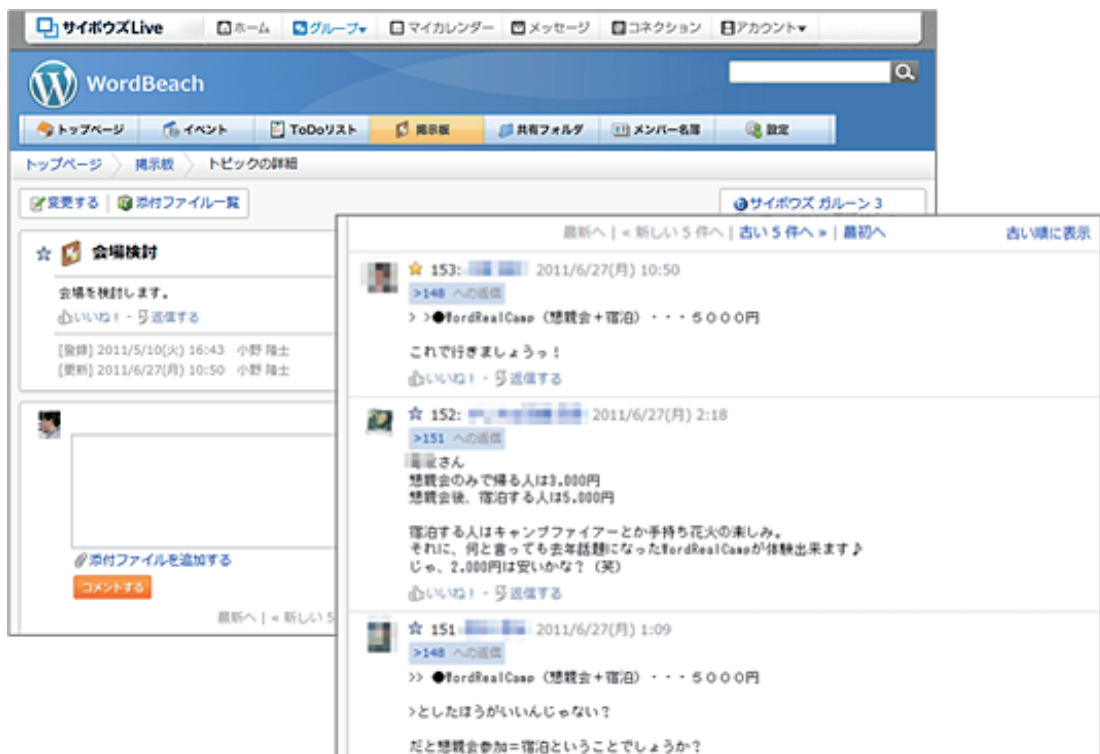 サイボウズLive ホーム グループ▼ マイカレンダー メッセージ コネクション アカウント▼
WordBeach
トップページ イベント ToDoリスト 掲示板 共有フォルダ メンバー名簿 設定
トップページ 掲示板 トピックの詳細
変更する | 添付ファイル一覧
サイボウズ ガルーン 3
会場検討
会場を検討します。
いいね! - 返信する
[登録] 2011/5/10(火) 16:43 小野 隆士
[更新] 2011/6/27(月) 10:50 小野 隆士
添付ファイルを追加する
コメントする
最新へ | « 新しい 5
最新へ | « 新しい 5 件へ | 古い 5 件へ » | 最初へ 古い順に表示
153: 2011/6/27(月) 10:50
>148 への返信
> >●WordRealCamp (懇親会+宿泊)・・・5000円
これで行きましょうっ!
いいね! - 返信する
152: 2011/6/27(月) 2:18
>151 への返信
さん
懇親会のみで帰る人は3,000円
懇親会後、宿泊する人は5,000円
宿泊する人はキャンプファイアーとか手持ち花火の楽しみ。
それに、何と言っても去年話題になったWordRealCampが体験出来ます♪
じゃ、2,000円は安いかな? (笑)
いいね! - 返信する
151: 2011/6/27(月) 1:09
>148 への返信
>> ●WordRealCamp (懇親会+宿泊)・・・5000円
>としたほうがいいんじゃない?
だと懇親会参加=宿泊ということでしょうか?